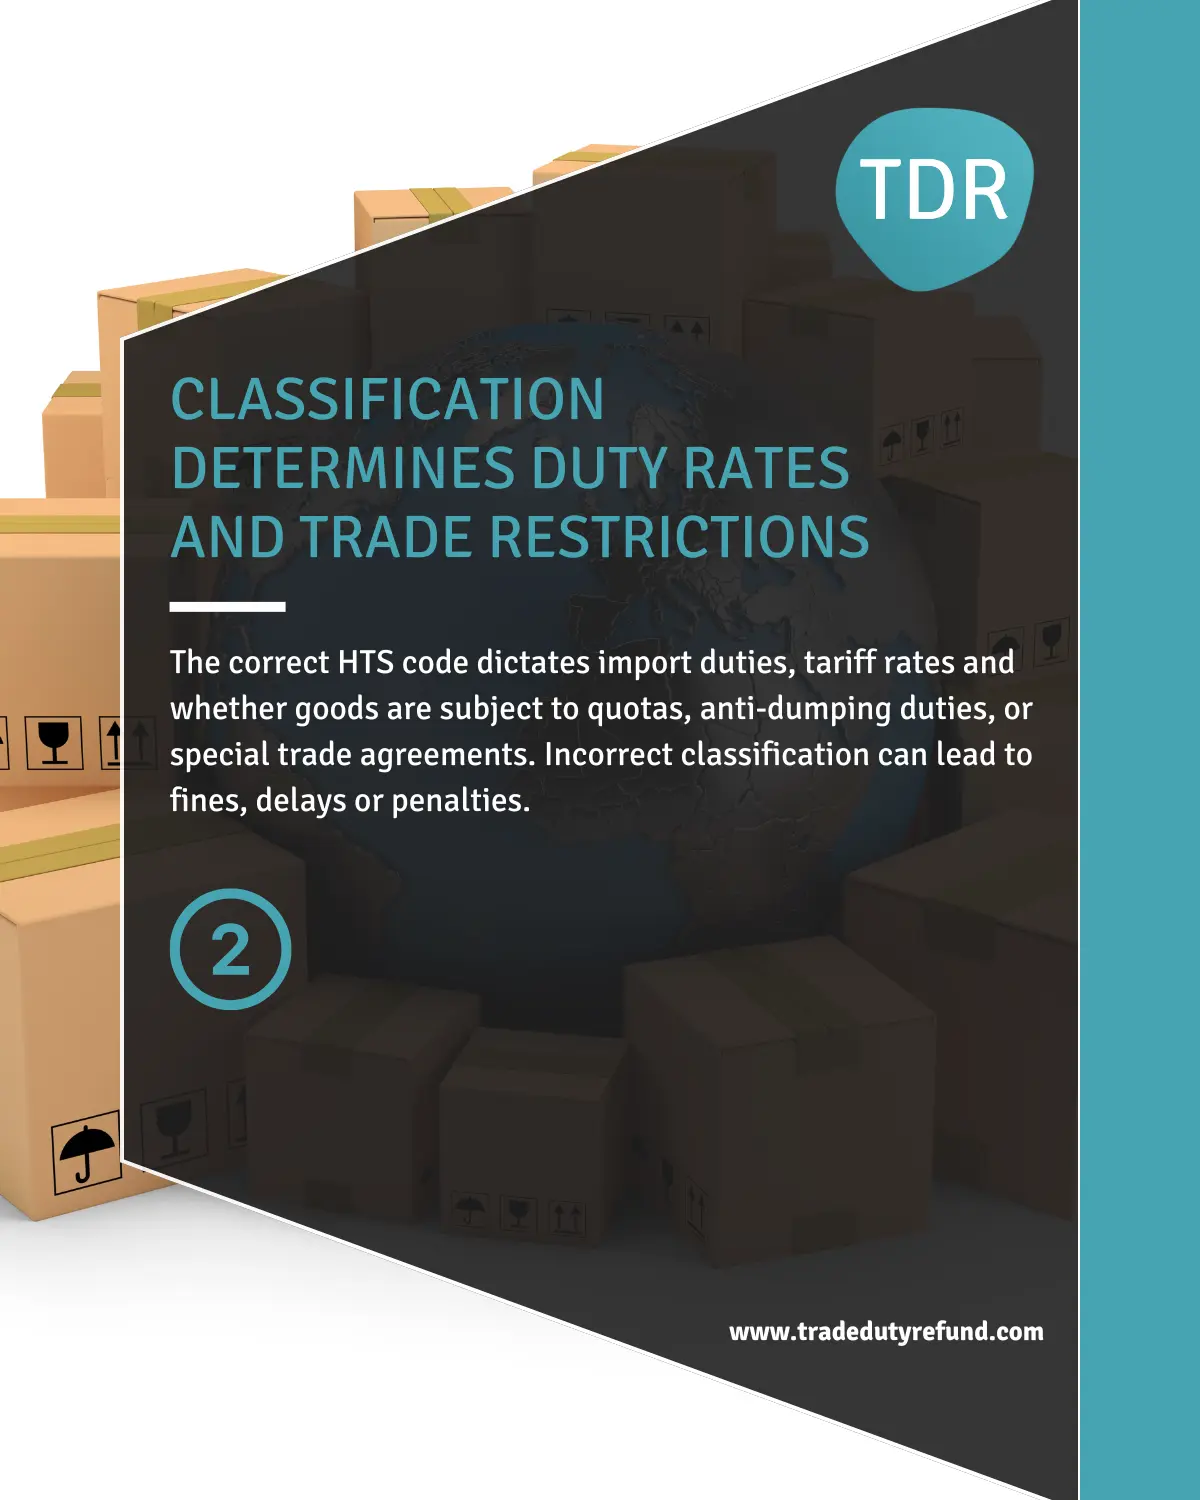 TDR
CLASSIFICATION
DETERMINES DUTY RATES
AND TRADE RESTRICTIONS
The correct HTS code dictates import duties, tariff rates and
whether goods are subject to quotas, anti-dumping duties, or
special trade agreements. Incorrect classification can lead to
fines, delays or penalties.
2
www.tradedutyrefund.com